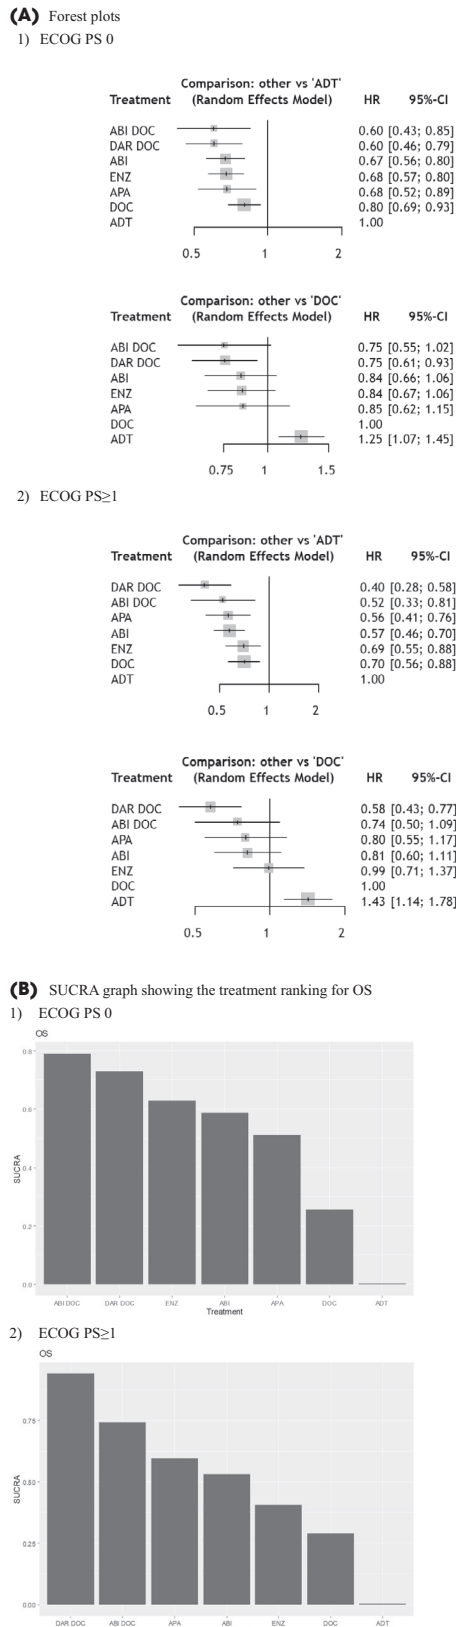 (A) Forest plots
1) ECOG PS 0
Comparison: other vs 'ADT'
Treatment (Random Effects Model) HR 95%-CI
ABI DOC 0.60 [0.43; 0.85]
DAR DOC 0.60 [0.46; 0.79]
ABI 0.67 [0.56; 0.80]
ENZ 0.68 [0.57; 0.80]
APA 0.68 [0.52; 0.89]
DOC 0.80 [0.69; 0.93]
ADT 1.00
0.5 1 2
Comparison: other vs 'DOC'
Treatment (Random Effects Model) HR 95%-CI
ABI DOC 0.75 [0.55; 1.02]
DAR DOC 0.75 [0.61; 0.93]
ABI 0.84 [0.66; 1.06]
ENZ 0.84 [0.67; 1.06]
APA 0.85 [0.62; 1.15]
DOC 1.00
ADT 1.25 [1.07; 1.45]
0.75 1 1.5
2) ECOG PS≥1
Comparison: other vs 'ADT'
Treatment (Random Effects Model) HR 95%-CI
DAR DOC 0.40 [0.28; 0.58]
ABI DOC 0.52 [0.33; 0.81]
APA 0.56 [0.41; 0.76]
ABI 0.57 [0.46; 0.70]
ENZ 0.69 [0.55; 0.88]
DOC 0.70 [0.56; 0.88]
ADT 1.00
0.5 1 2
Comparison: other vs 'DOC'
Treatment (Random Effects Model) HR 95%-CI
DAR DOC 0.58 [0.43; 0.77]
ABI DOC 0.74 [0.50; 1.09]
APA 0.80 [0.55; 1.17]
ABI 0.81 [0.60; 1.11]
ENZ 0.99 [0.71; 1.37]
DOC 1.00
ADT 1.43 [1.14; 1.78]
0.5 1 2
(B) SUCRA graph showing the treatment ranking for OS
1) ECOG PS 0
OS
0.8
0.6
0.4
0.2
0.0
SUCRA
ABI DOC DAR DOC ENZ ABI APA DOC ADT
Treatment
2) ECOG PS≥1
OS
0.75
0.50
0.25
0.00
SUCRA
DAR DOC ABI DOC APA ABI ENZ DOC ADT